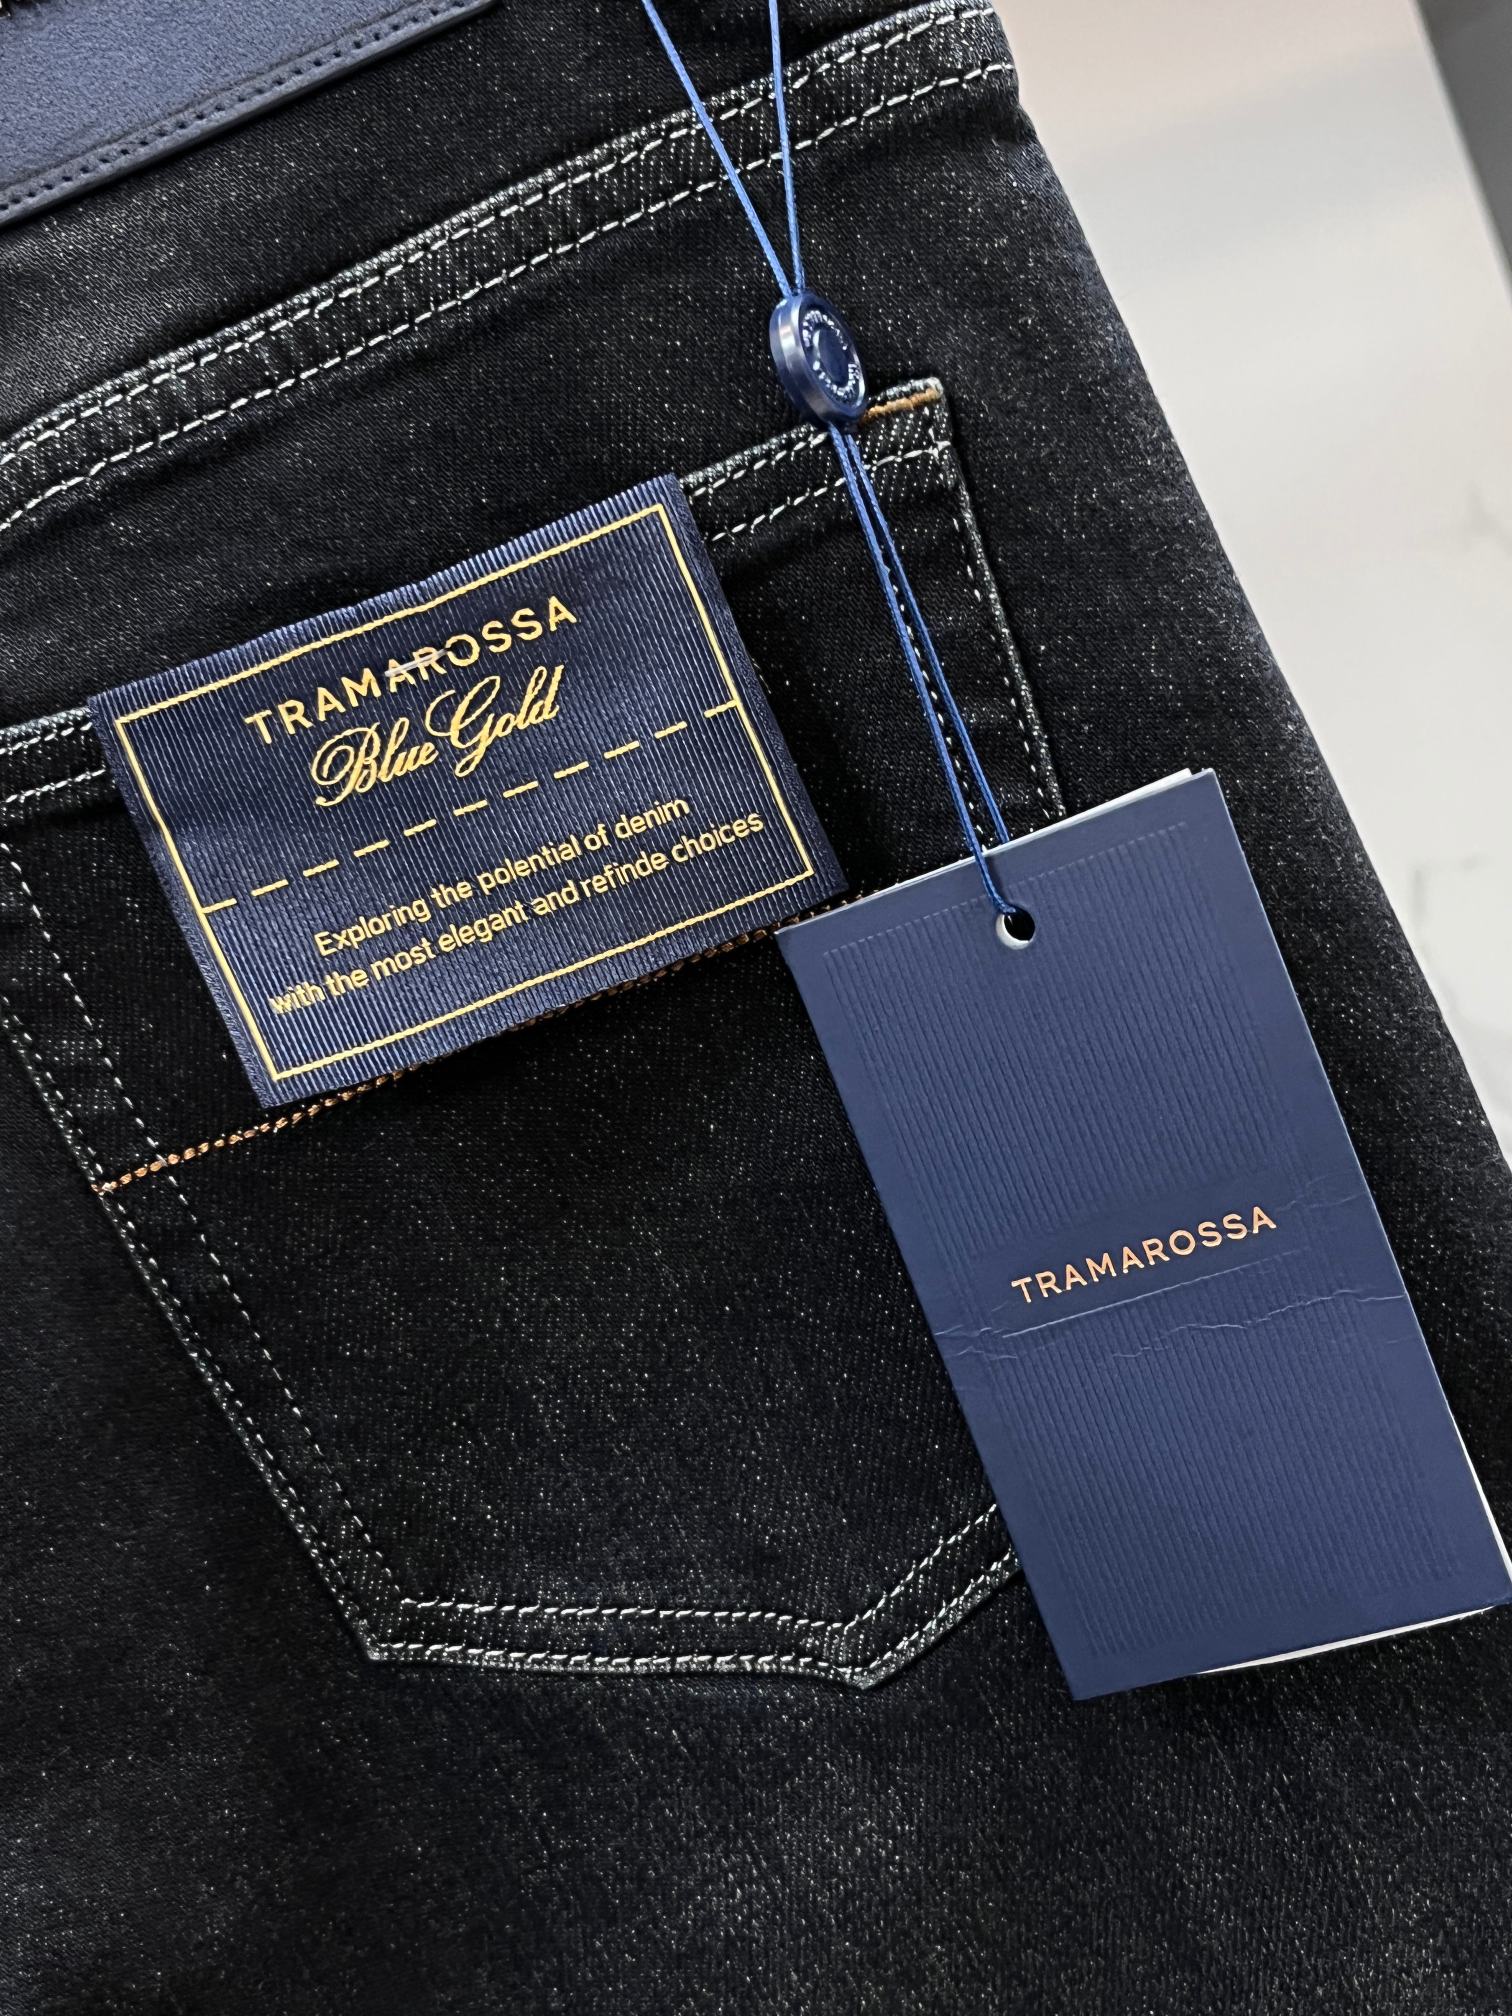 TRAMAROSSA
Blue Gold
Exploring the potential of denim
with the most elegant and refinde choices
TRAMAROSSA